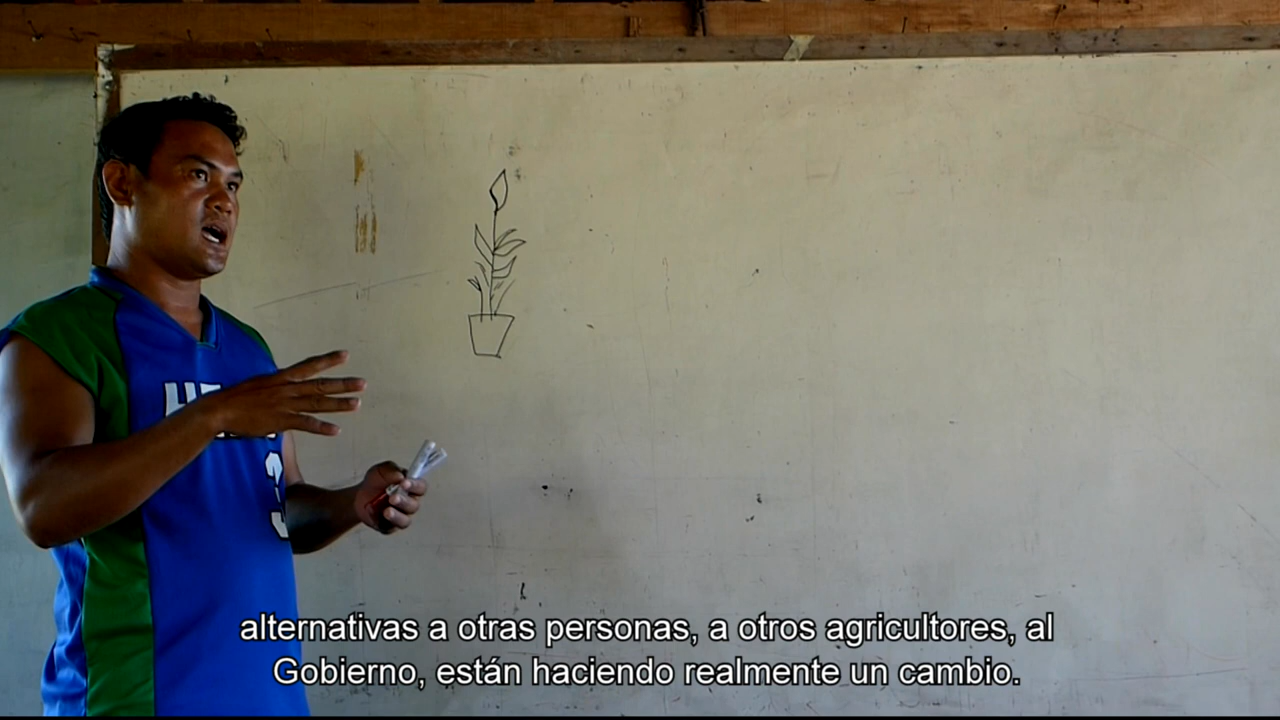 alternativas a otras personas, a otros agricultores, al
Gobierno, están haciendo realmente un cambio.